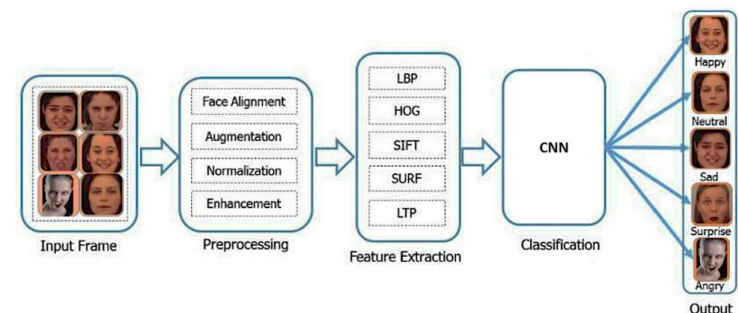 Input Frame
Face Alignment
Augmentation
Normalization
Enhancement
Preprocessing
LBP
HOG
SIFT
SURF
LTP
Feature Extraction
CNN
Classification
Happy
Neutral
Sad
Surprise
Angry
Output